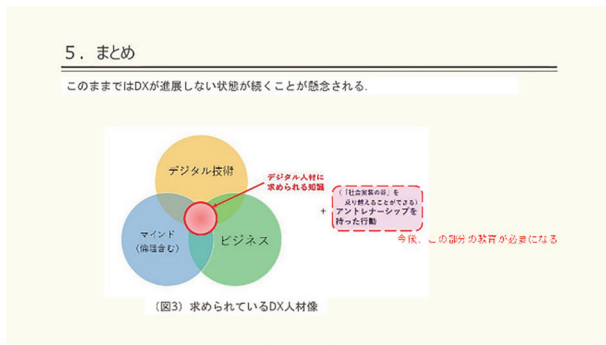 5．まとめ
このままではDXが進展しない状態が続くことが懸念される．
デジタル技術
デジタル人材に
求められる知識
マインド
（倫理含む）
ビジネス
+
（「社会実装の谷」を
乗り越えることができる）
アントレナーシップを
持った行動
今後、この部分の教育が必要になる
（図3）求められているDX人材像